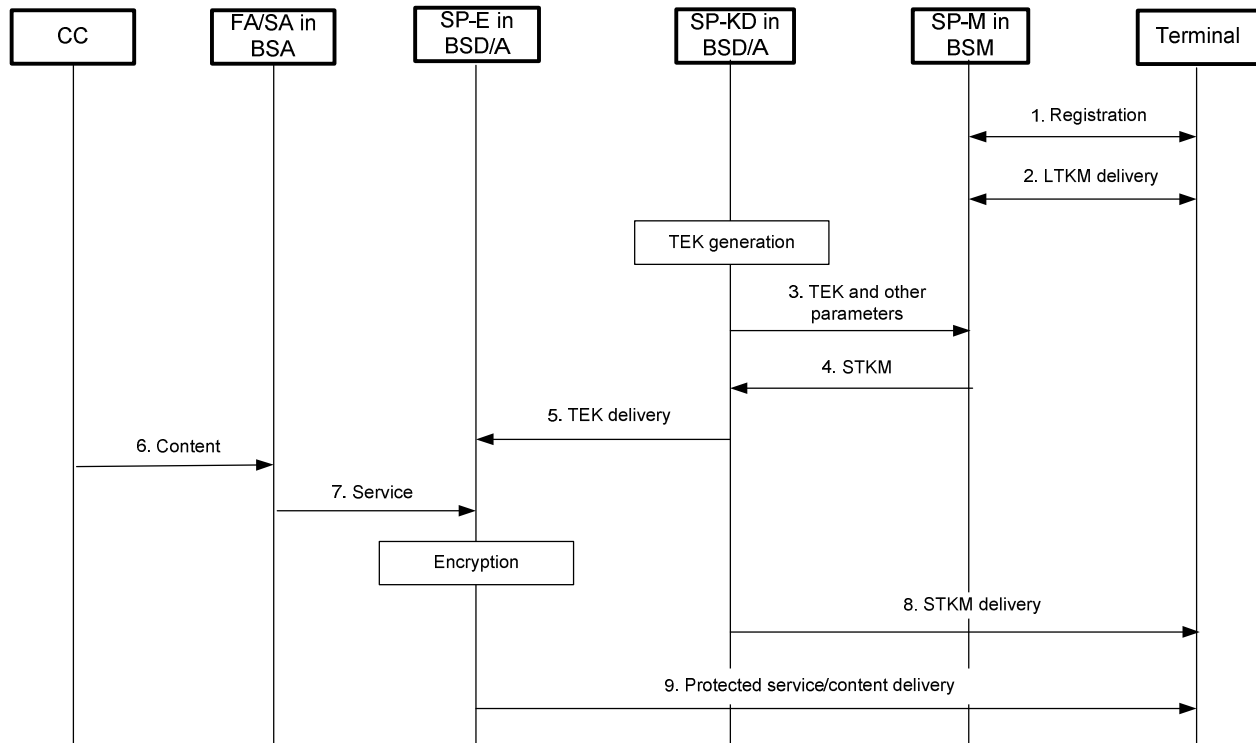 CC
FA/SA in
BSA
SP-E in
BSD/A
SP-KD in
BSD/A
SP-M in
BSM
Terminal
1. Registration
2. LTKM delivery
TEK generation
3. TEK and other
parameters
4. STKM
5. TEK delivery
6. Content
7. Service
Encryption
8. STKM delivery
9. Protected service/content delivery